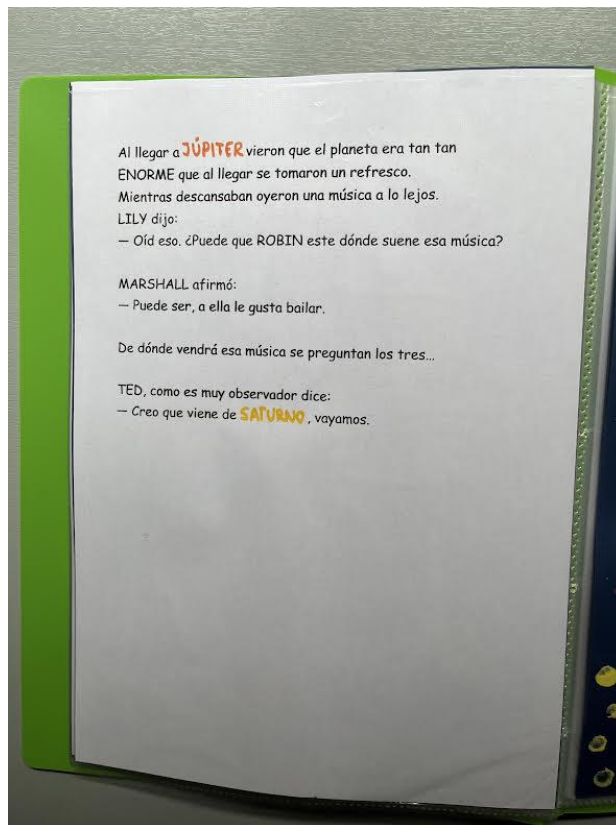 Al llegar a JÚPITER vieron que el planeta era tan tan
ENORME que al llegar se tomaron un refresco.
Mientras descansaban oyeron una música a lo lejos.
LILY dijo:
— Oíd eso. ¿Puede que ROBIN este dónde suene esa música?
MARSHALL afirmó:
— Puede ser, a ella le gusta bailar.
De dónde vendrá esa música se preguntan los tres...
TED, como es muy observador dice:
— Creo que viene de SATURNO , vayamos.